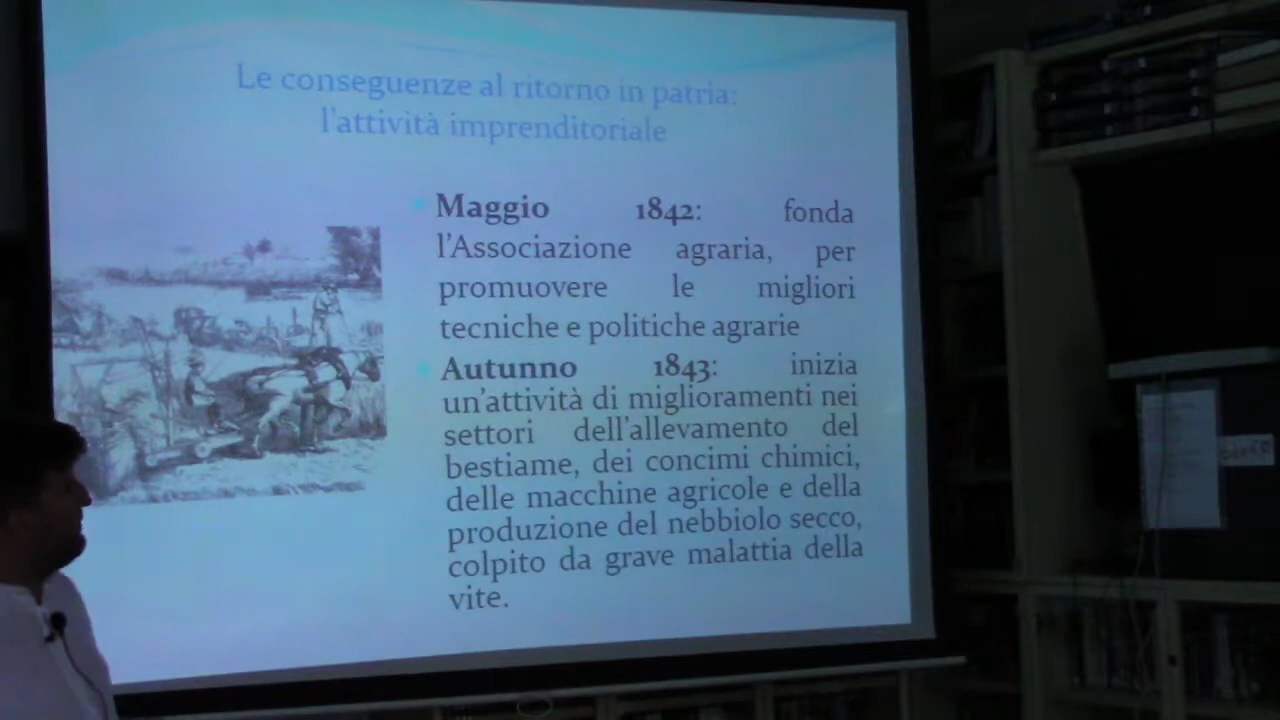 Le conseguenze al ritorno in patria:
l'attività imprenditoriale
Maggio 1842: fonda
l'Associazione agraria, per
promuovere le migliori
tecniche e politiche agrarie
Autunno 1843: inizia
un'attività di miglioramenti nei
settori dell'allevamento del
bestiame, dei concimi chimici,
delle macchine agricole e della
produzione del nebbiolo secco,
colpito da grave malattia della
vite.